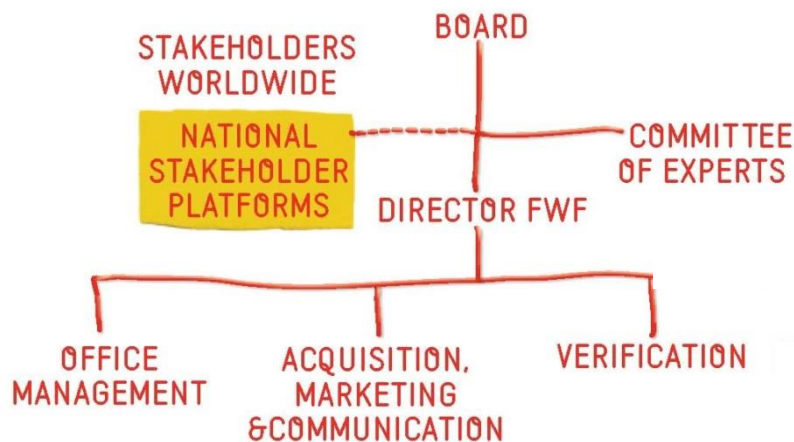 BOARD
STAKEHOLDERS
WORLDWIDE
NATIONAL
STAKEHOLDER
PLATFORMS
COMMITTEE
OF EXPERTS
DIRECTOR FWF
OFFICE
MANAGEMENT
ACQUISITION,
MARKETING
&COMMUNICATION
VERIFICATION